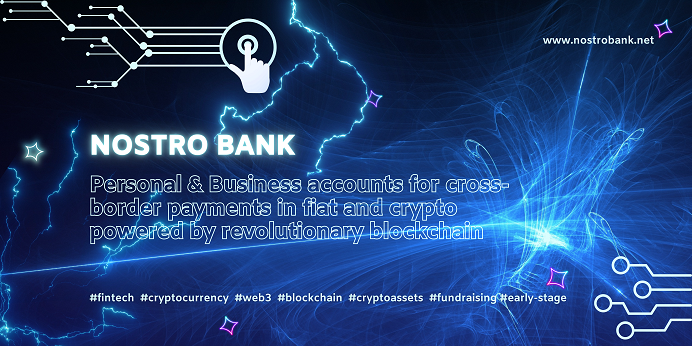 www.nostrobank.net
NOSTRO BANK
Personal & Business accounts for cross-
border payments in fiat and crypto
powered by revolutionary blockchain
#fintech #cryptocurrency #web3 #blockchain #cryptoassets #fundraising #early-stage